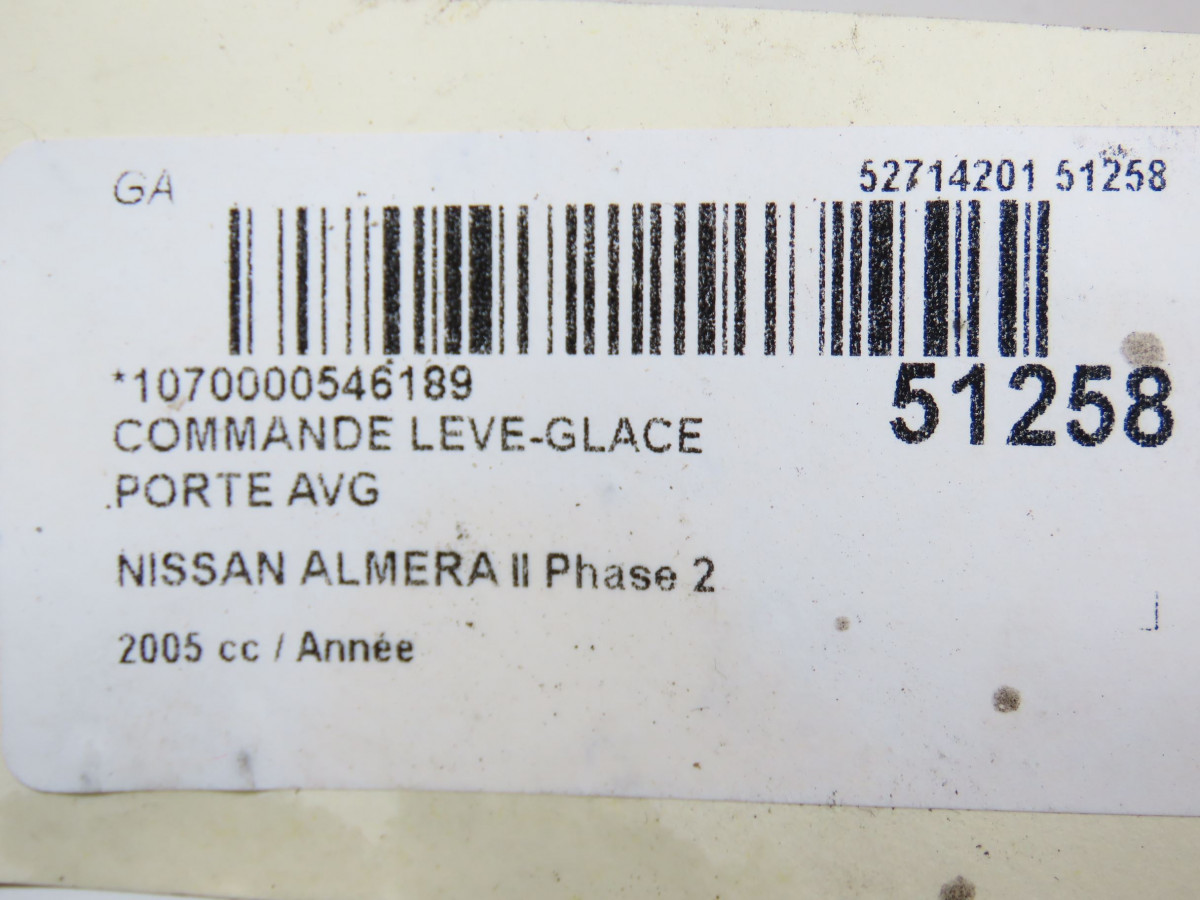 GA
52714201 51258
*1070000546189
51258
COMMANDE LEVE-GLACE
PORTE AVG
NISSAN ALMERA II Phase 2
2005 cc / Année